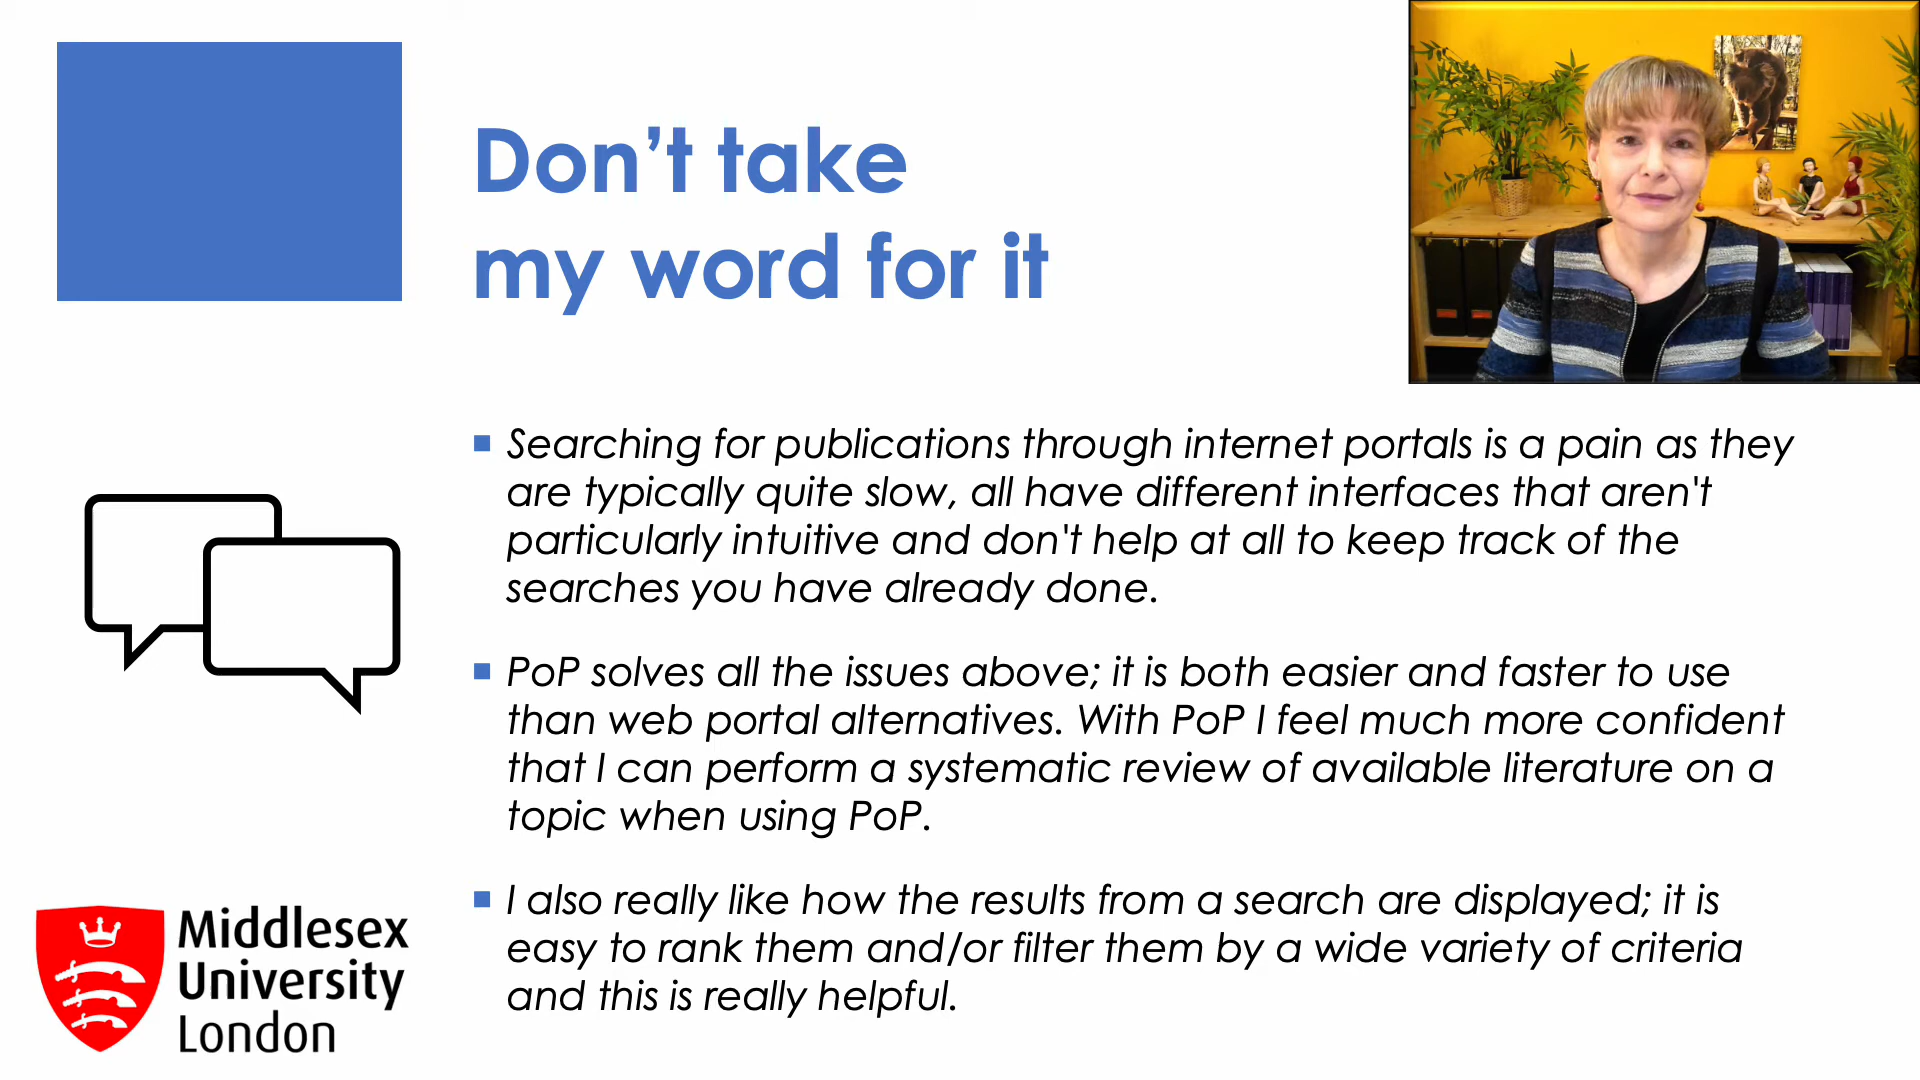 Don’t take
my word for it
Searching for publications through internet portals is a pain as they
are typically quite slow, all have different interfaces that aren't
particularly intuitive and don't help at all to keep track of the
searches you have already done.
PoP solves all the issues above; it is both easier and faster to use
than web portal alternatives. With PoP I feel much more confident
that I can perform a systematic review of available literature on a
topic when using PoP.
I also really like how the results from a search are displayed; it is
easy to rank them and/or filter them by a wide variety of criteria
and this is really helpful.
Middlesex
University
London